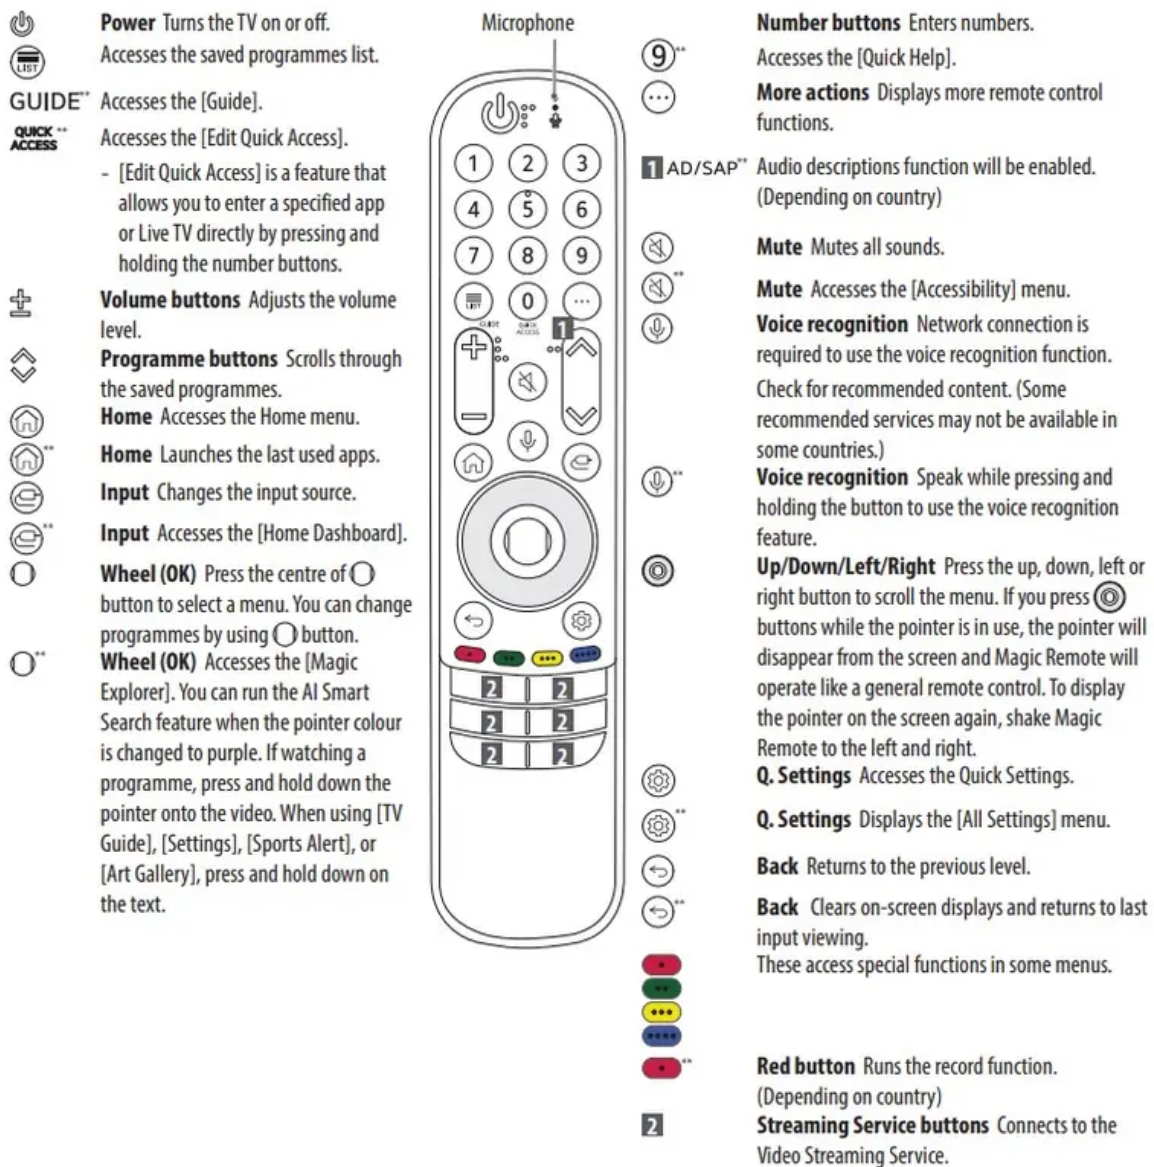 Power Turns the TV on or off.
LIST
Accesses the saved programmes list.
GUIDE** Accesses the [Guide].
QUICK ACCESS ** Accesses the [Edit Quick Access].
- [Edit Quick Access] is a feature that
allows you to enter a specified app
or Live TV directly by pressing and
holding the number buttons.
Volume buttons Adjusts the volume
level.
Programme buttons Scrolls through
the saved programmes.
Home Accesses the Home menu.
** Home Launches the last used apps.
Input Changes the input source.
** Input Accesses the [Home Dashboard].
Wheel (OK) Press the centre of
button to select a menu. You can change
programmes by using button.
** Wheel (OK) Accesses the [Magic
Explorer]. You can run the AI Smart
Search feature when the pointer colour
is changed to purple. If watching a
programme, press and hold down the
pointer onto the video. When using [TV
Guide], [Settings], [Sports Alert], or
[Art Gallery], press and hold down on
the text.
Microphone
1 2 3
4 5 6
7 8 9
LIST 0 ...
GUIDE QUICK ACCESS 1
2 2
2 2
2 2
Number buttons Enters numbers.
9** Accesses the [Quick Help].
... More actions Displays more remote control
functions.
1 AD/SAP** Audio descriptions function will be enabled.
(Depending on country)
Mute Mutes all sounds.
** Mute Accesses the [Accessibility] menu.
Voice recognition Network connection is
required to use the voice recognition function.
Check for recommended content. (Some
recommended services may not be available in
some countries.)
** Voice recognition Speak while pressing and
holding the button to use the voice recognition
feature.
Up/Down/Left/Right Press the up, down, left or
right button to scroll the menu. If you press
buttons while the pointer is in use, the pointer will
disappear from the screen and Magic Remote will
operate like a general remote control. To display
the pointer on the screen again, shake Magic
Remote to the left and right.
Q. Settings Accesses the Quick Settings.
** Q. Settings Displays the [All Settings] menu.
Back Returns to the previous level.
** Back Clears on-screen displays and returns to last
input viewing.
These access special functions in some menus.
** Red button Runs the record function.
(Depending on country)
2 Streaming Service buttons Connects to the
Video Streaming Service.